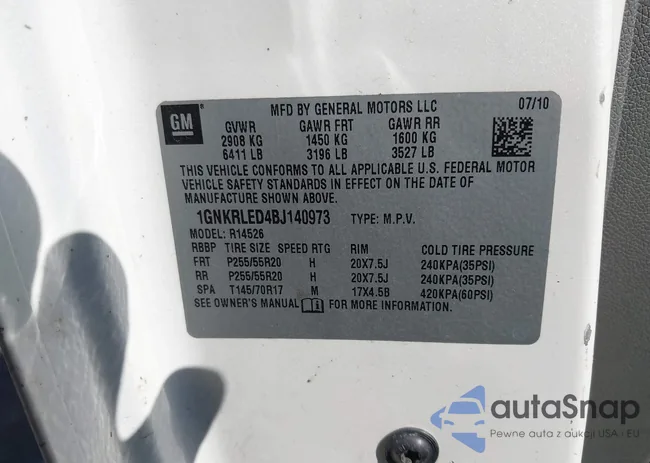 GM
MFD BY GENERAL MOTORS LLC 07/10
GVWR GAWR FRT GAWR RR
2908 KG 1450 KG 1600 KG
6411 LB 3196 LB 3527 LB
THIS VEHICLE CONFORMS TO ALL APPLICABLE U.S. FEDERAL MOTOR
VEHICLE SAFETY STANDARDS IN EFFECT ON THE DATE OF
MANUFACTURE SHOWN ABOVE.
1GNKRLED4BJ140973 TYPE: M.P.V.
MODEL: R14526
RBBP TIRE SIZE SPEED RTG RIM COLD TIRE PRESSURE
FRT P255/55R20 H 20X7.5J 240KPA(35PSI)
RR P255/55R20 H 20X7.5J 240KPA(35PSI)
SPA T145/70R17 M 17X4.5B 420KPA(60PSI)
SEE OWNER'S MANUAL FOR MORE INFORMATION.
autaSnap
Pewne auta z aukcji USA i EU